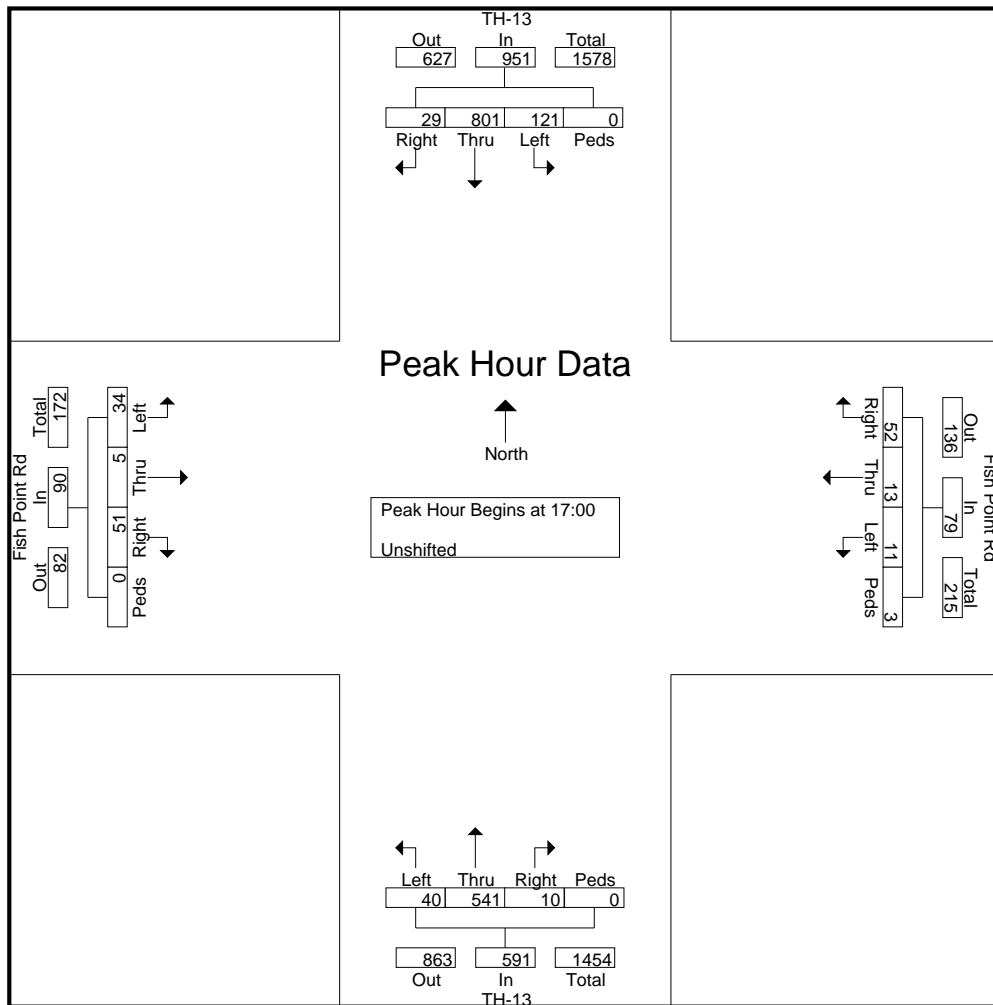 TH-13
Out In Total
627 951 1578
29 801 121 0
Right Thru Left Peds
Peak Hour Data
North
Peak Hour Begins at 17:00
Unshifted
Fish Point Rd
Total In Out
172 90 82
34 5 51 0
Left Thru Right Peds
Fish Point Rd
Out In Total
136 79 215
52 13 11 3
Right Thru Left Peds
Left Thru Right Peds
40 541 10 0
863 591 1454
Out In Total
TH-13